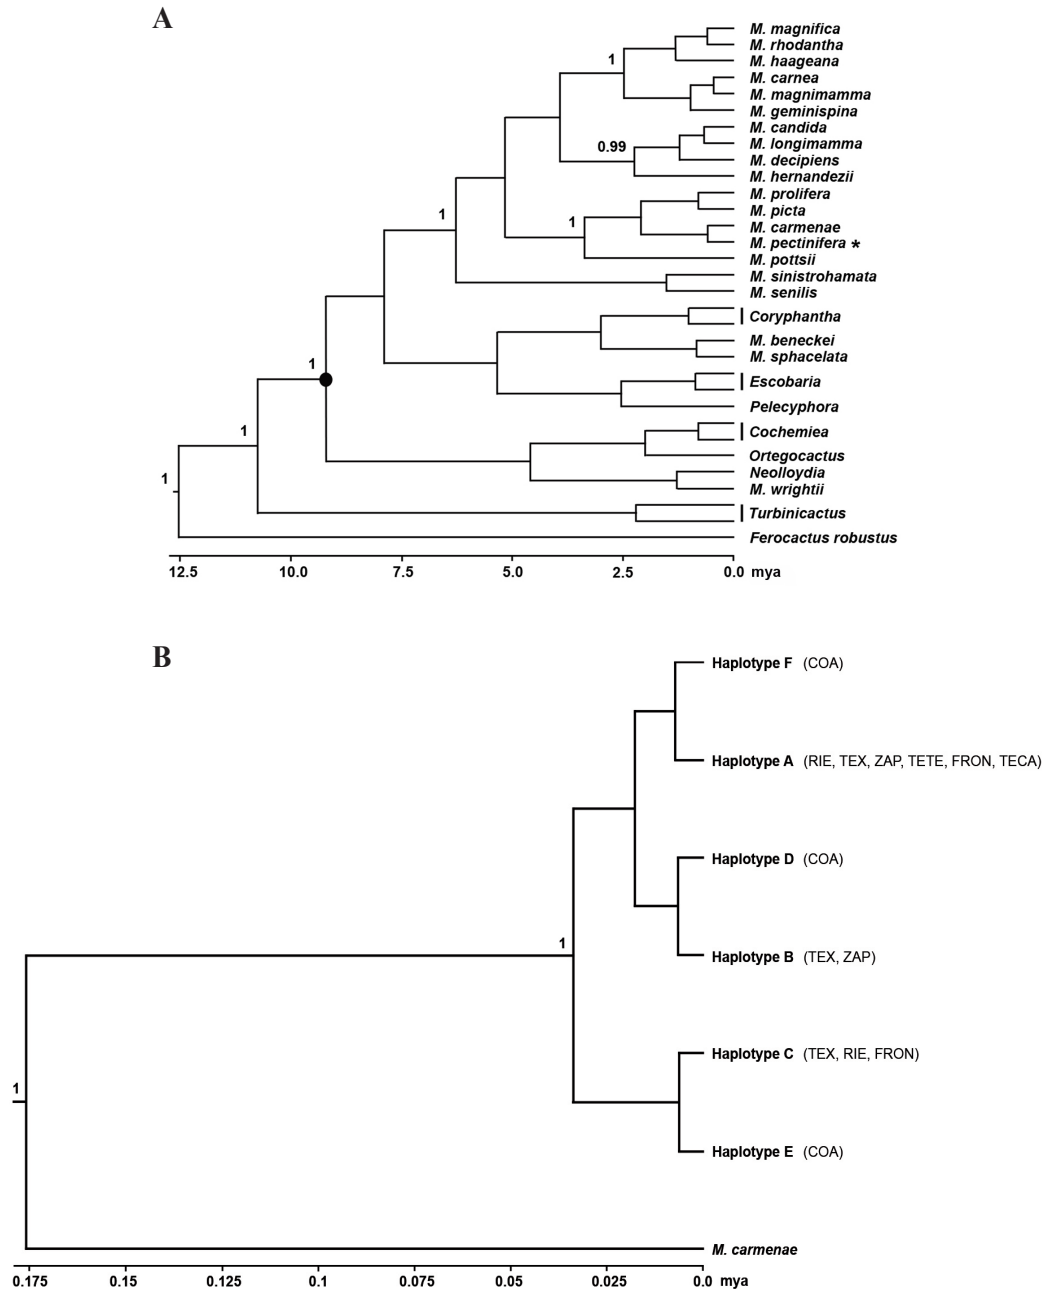 A
M. magnifica
M. rhodantha
M. haageana
1
M. carnea
M. magnimamma
M. geminispina
M. candida
M. longimamma
0.99
M. decipiens
M. hernandezii
M. prolifera
M. picta
1
1
M. carmenae
M. pectinifera *
M. pottsii
M. sinistrohamata
M. senilis
Coryphantha
M. beneckei
M. sphacelata
1
Escobaria
Pelecyphora
1
Cochemiea
Ortegocactus
Neolloydia
1
M. wrightii
Turbinicactus
Ferocactus robustus
12.5 10.0 7.5 5.0 2.5 0.0 mya
B
Haplotype F (COA)
Haplotype A (RIE, TEX, ZAP, TETE, FRON, TECA)
Haplotype D (COA)
1
Haplotype B (TEX, ZAP)
Haplotype C (TEX, RIE, FRON)
1
Haplotype E (COA)
M. carmenae
0.175 0.15 0.125 0.1 0.075 0.05 0.025 0.0 mya